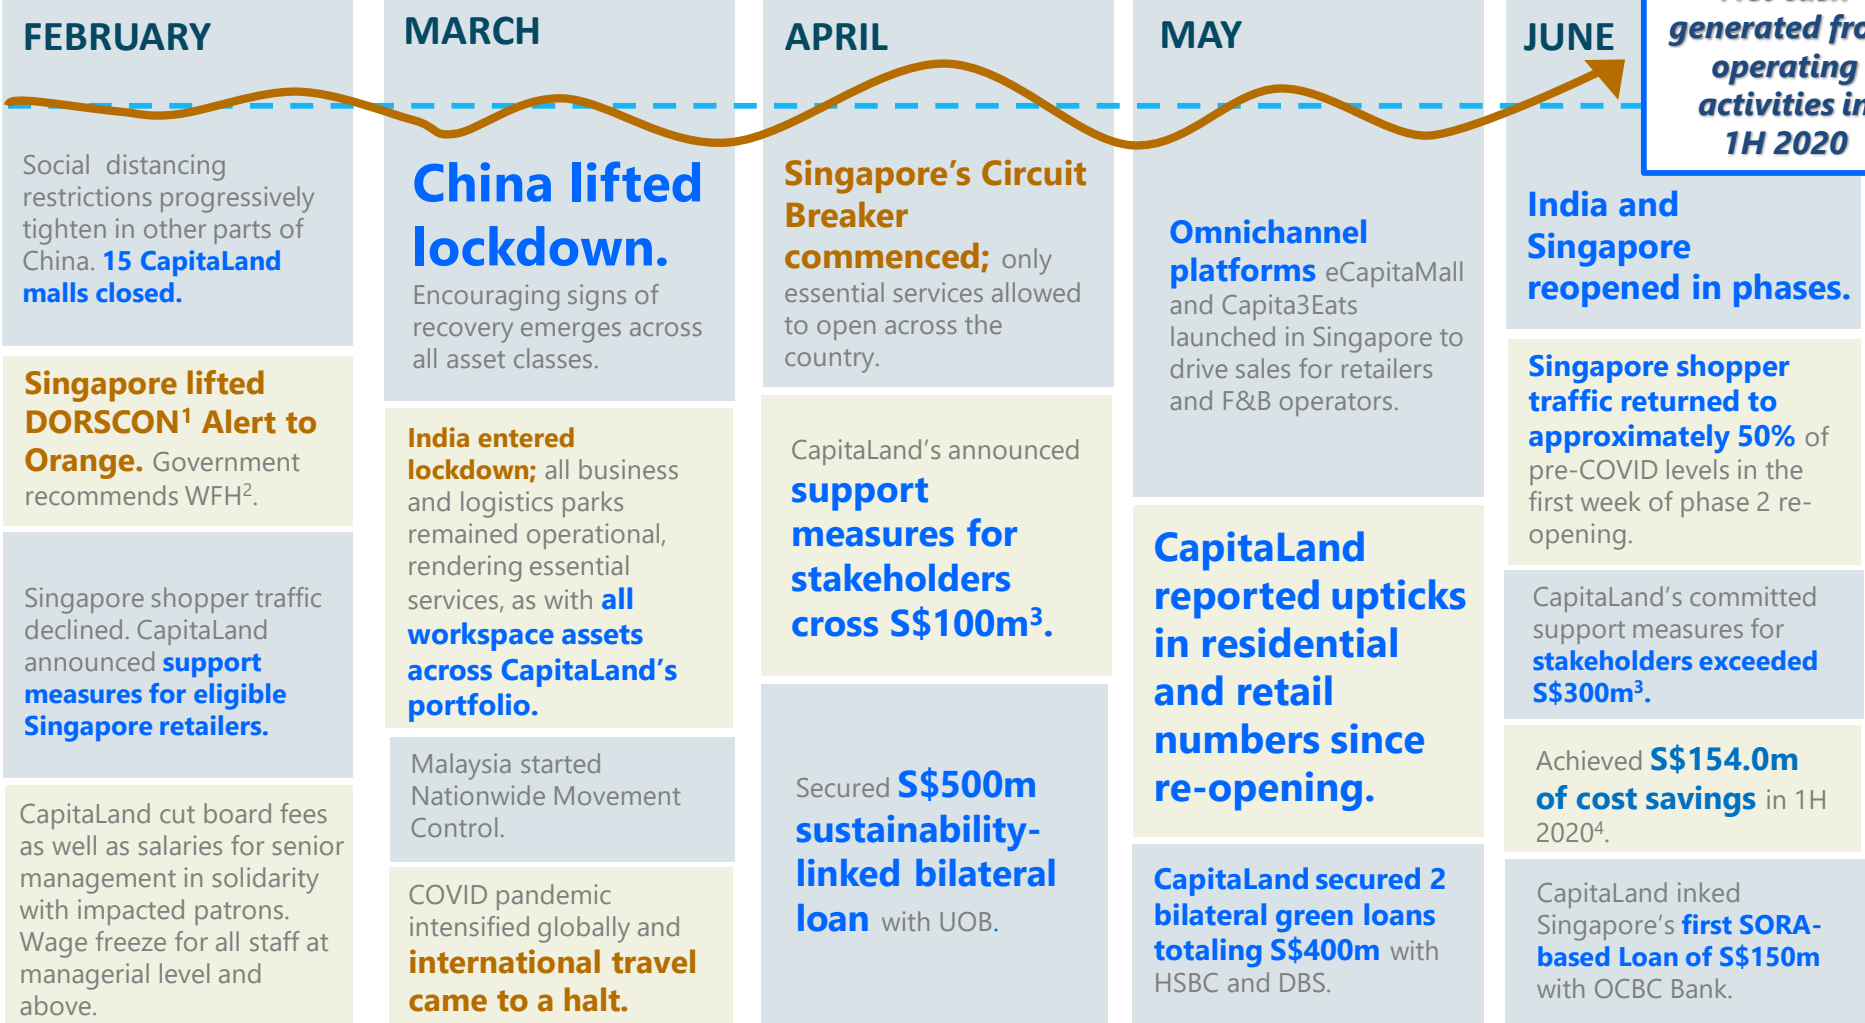 FEBRUARY
Social distancing
restrictions progressively
tighten in other parts of
China. 15 CapitaLand
malls closed.
Singapore lifted
DORSCON¹ Alert to
Orange. Government
recommends WFH².
Singapore shopper traffic
declined. CapitaLand
announced support
measures for eligible
Singapore retailers.
CapitaLand cut board fees
as well as salaries for senior
management in solidarity
with impacted patrons.
Wage freeze for all staff at
managerial level and
above.
MARCH
China lifted
lockdown.
Encouraging signs of
recovery emerges across
all asset classes.
India entered
lockdown; all business
and logistics parks
remained operational,
rendering essential
services, as with all
workspace assets
across CapitaLand's
portfolio.
Malaysia started
Nationwide Movement
Control.
COVID pandemic
intensified globally and
international travel
came to a halt.
APRIL
Singapore's Circuit
Breaker
commenced; only
essential services allowed
to open across the
country.
CapitaLand's announced
support
measures for
stakeholders
cross S$100m³.
Secured S$500m
sustainability-
linked bilateral
loan with UOB.
MAY
Omnichannel
platforms eCapitaMall
and Capita3Eats
launched in Singapore to
drive sales for retailers
and F&B operators.
CapitaLand
reported upticks
in residential
and retail
numbers since
re-opening.
CapitaLand secured 2
bilateral green loans
totaling S$400m with
HSBC and DBS.
JUNE
generated
operating
activities in
1H 2020
India and
Singapore
reopened in phases.
Singapore shopper
traffic returned to
approximately 50% of
pre-COVID levels in the
first week of phase 2 re-
opening.
CapitaLand's committed
support measures for
stakeholders exceeded
S$300m³.
Achieved S$154.0m
of cost savings in 1H
2020⁴.
CapitaLand inked
Singapore's first SORA-
based Loan of S$150m
with OCBC Bank.